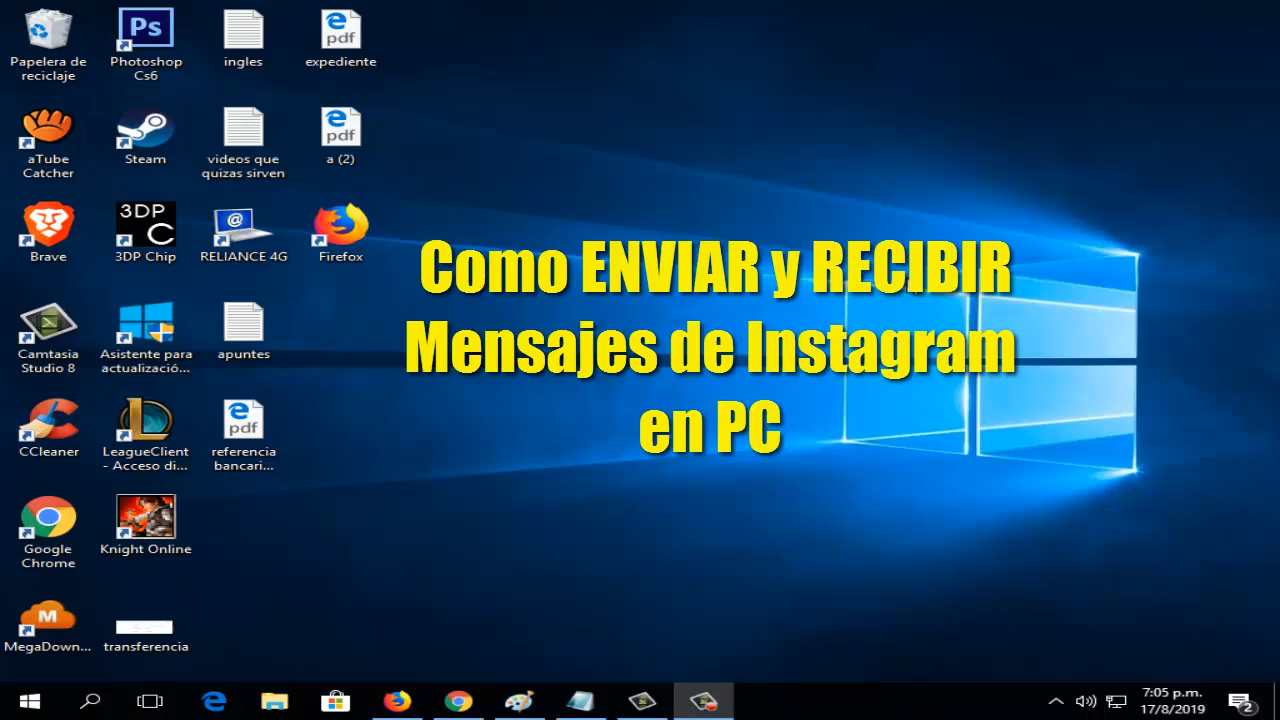 Papelera de
reciclaje
Ps
Photoshop
Cs6
ingles
pdf
expediente
aTube
Catcher
Steam
videos que
quizas sirven
pdf
a (2)
Brave
3DP
C
3DP Chip
@
RELIANCE 4G
Firefox
Como ENVIAR y RECIBIR
Mensajes de Instagram
en PC
Camtasia
Studio 8
Asistente para
actualizació...
apuntes
CCleaner
L
LeagueClient
- Acceso di...
pdf
referencia
bancari...
Google
Chrome
Knight Online
M
MegaDown...
transferencia
7:05 p.m.
17/8/2019
2